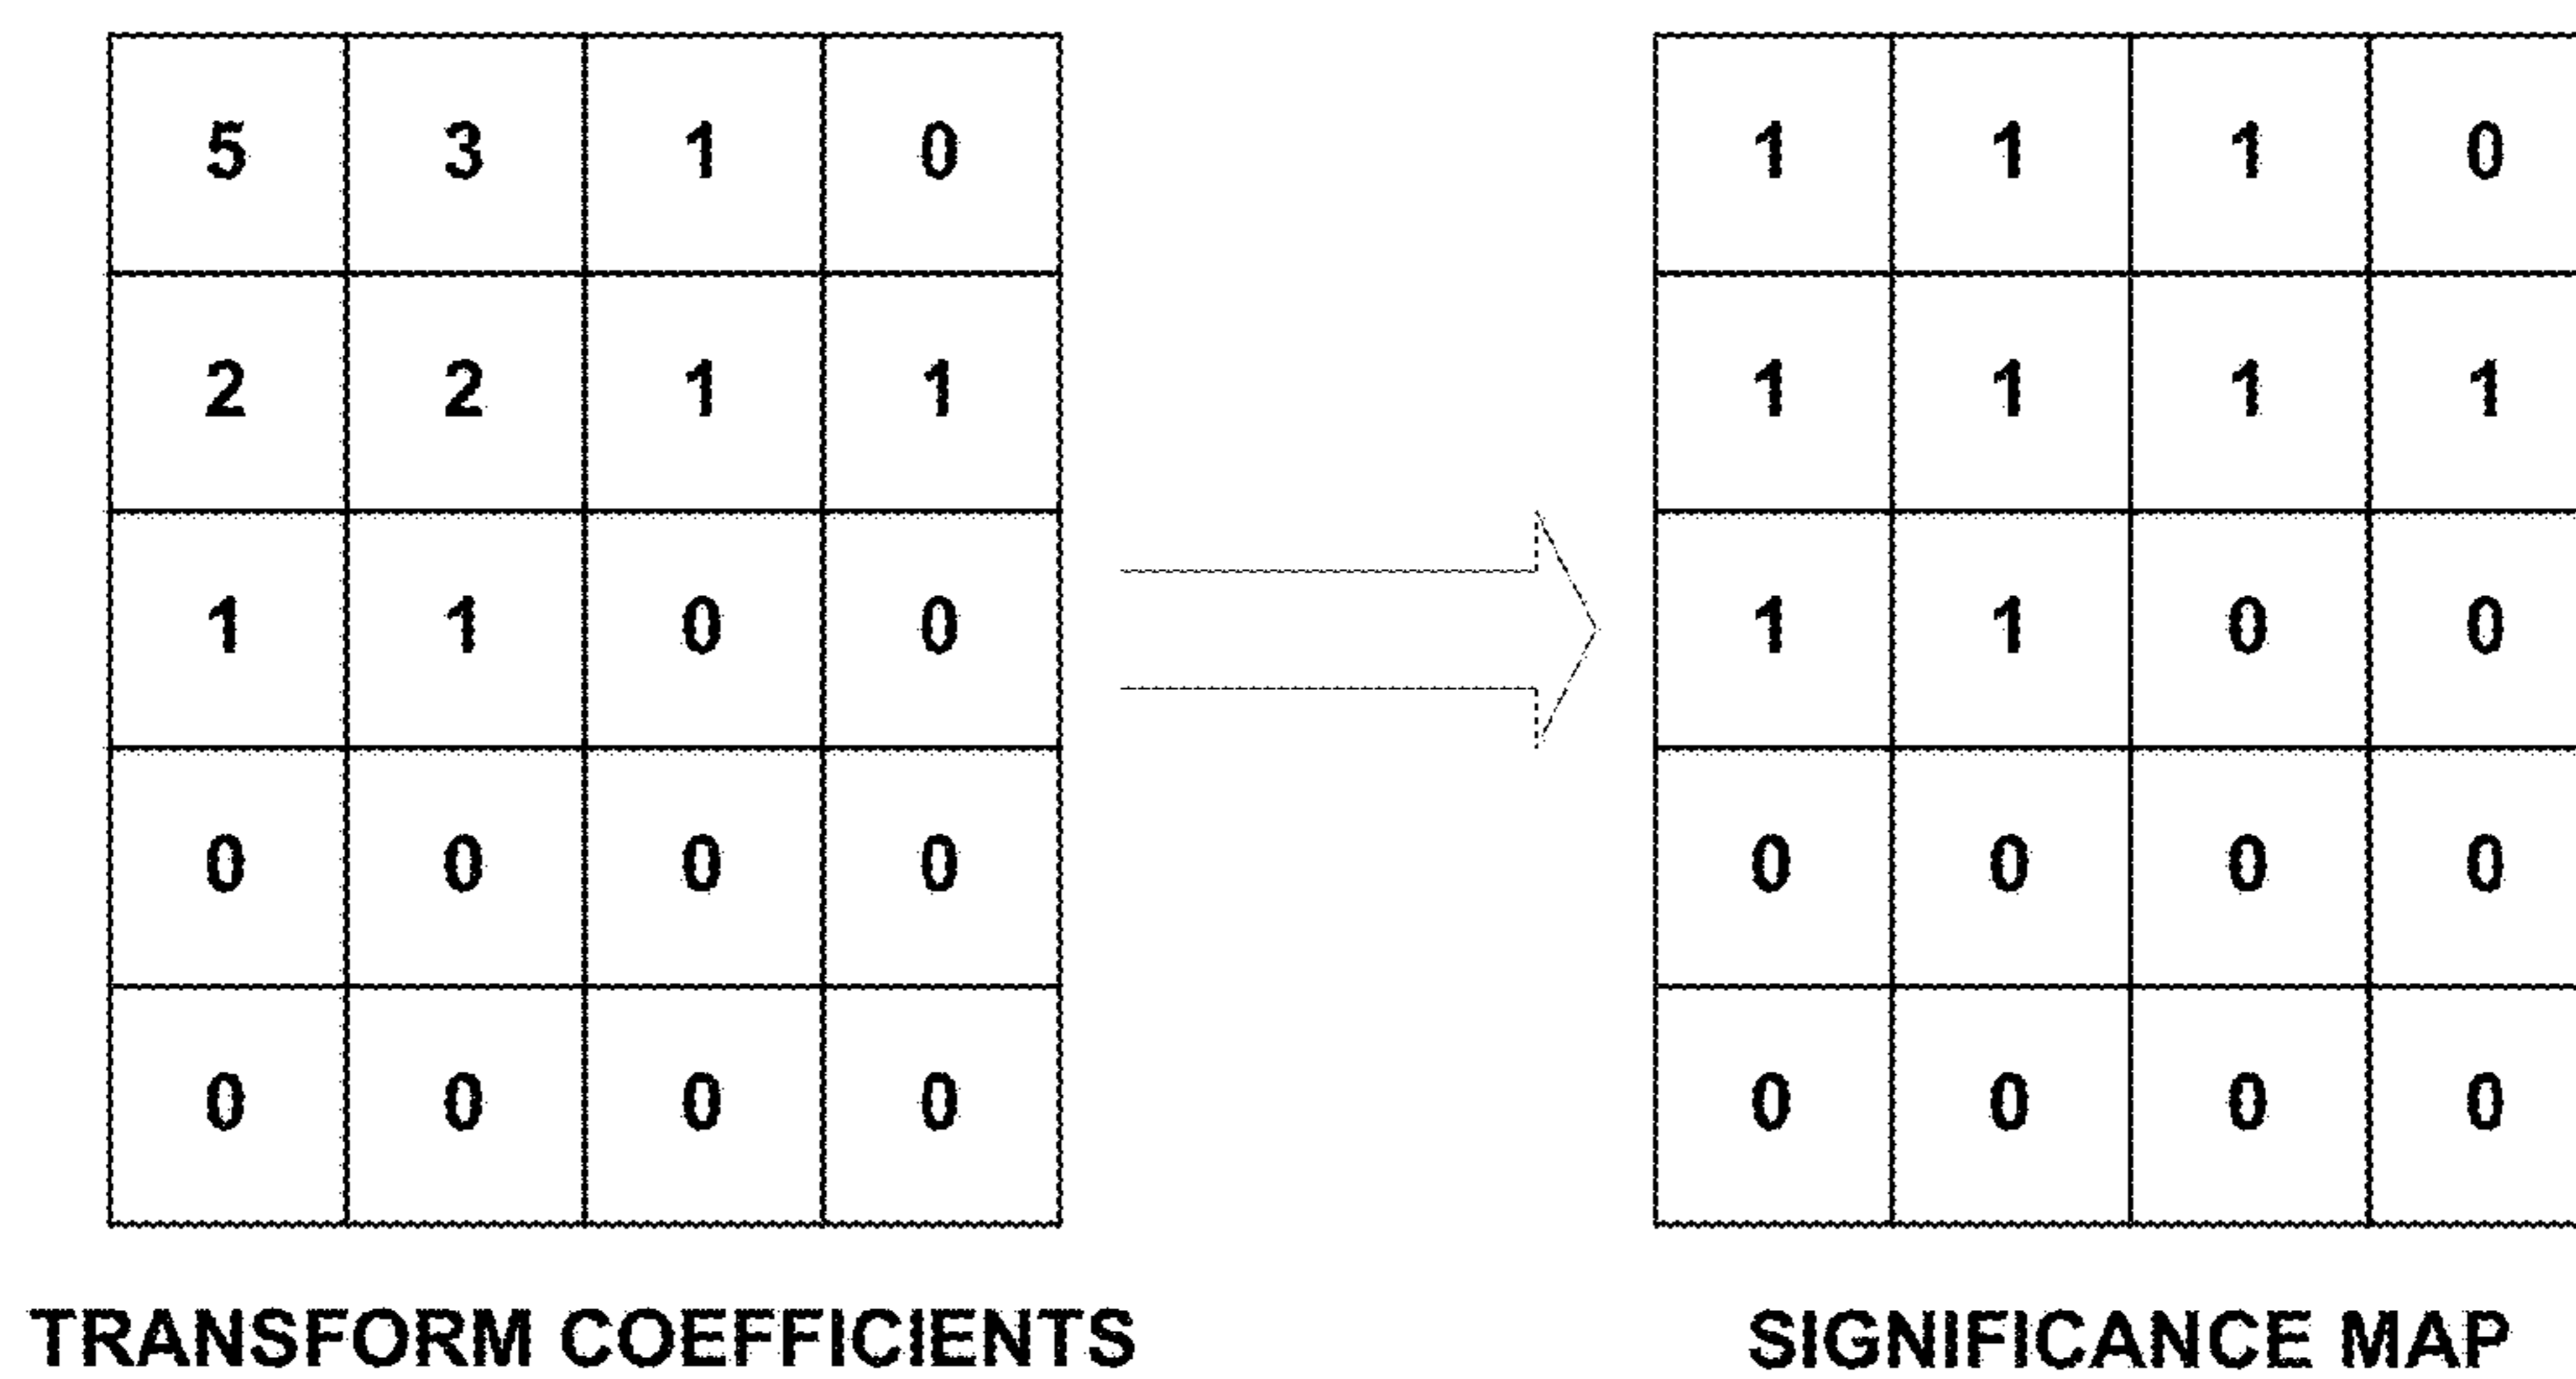 5 3 1 0 1 1 1 0
2 2 1 1 1 1 1 1
1 1 0 0 1 1 0 0
0 0 0 0 0 0 0 0
0 0 0 0 0 0 0 0
TRANSFORM COEFFICIENTS SIGNIFICANCE MAP